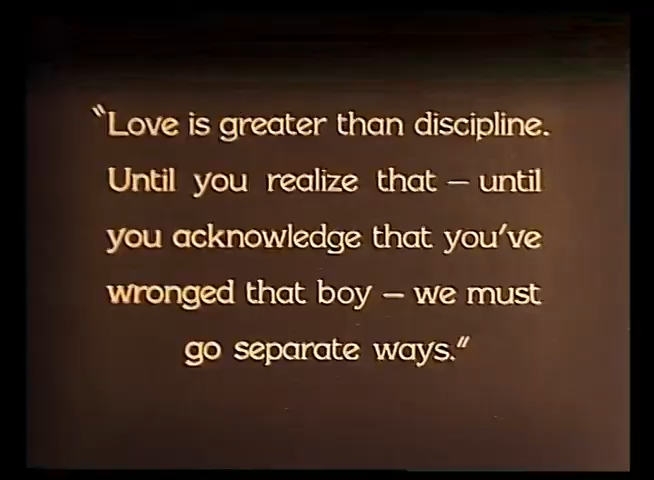 “Love is greater than discipline.
Until you realize that — until
you acknowledge that you've
wronged that boy — we must
go separate ways.”